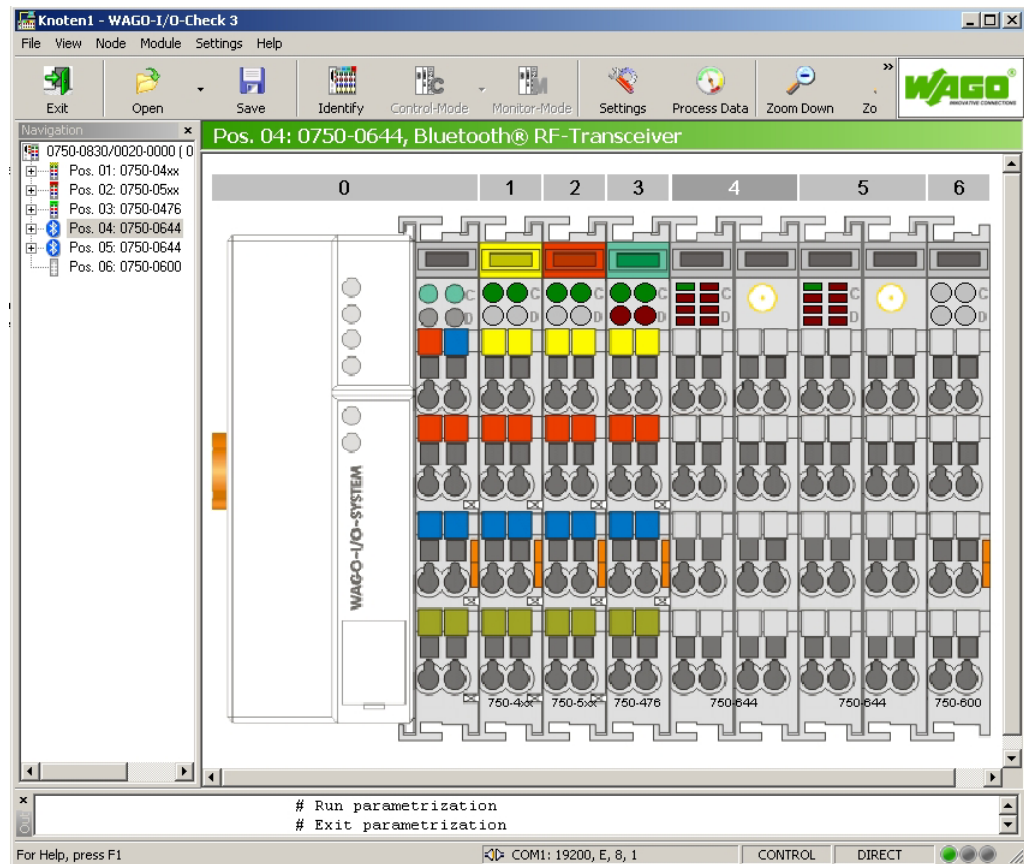 Knoten1 - WAGO-I/O-Check 3
File View Node Module Settings Help
Exit Open Save Identify Control-Mode Monitor-Mode Settings Process Data Zoom Down Zo
WAGO®
INNOVATIVE CONNECTIONS
Navigation
Pos. 04: 0750-0644, Bluetooth® RF-Transceiver
0750-0830/0020-0000 ( 0
Pos. 01: 0750-04xx
Pos. 02: 0750-05xx
Pos. 03: 0750-0476
Pos. 04: 0750-0644
Pos. 05: 0750-0644
Pos. 06: 0750-0600
0 1 2 3 4 5 6
C C C C C C C
D D D D D D D
WAGO-I/O-SYSTEM
750-4xx 750-5xx 750-476 750-644 750-644 750-600
# Run parametrization
# Exit parametrization
Out
For Help, press F1 COM1: 19200, E, 8, 1 CONTROL DIRECT